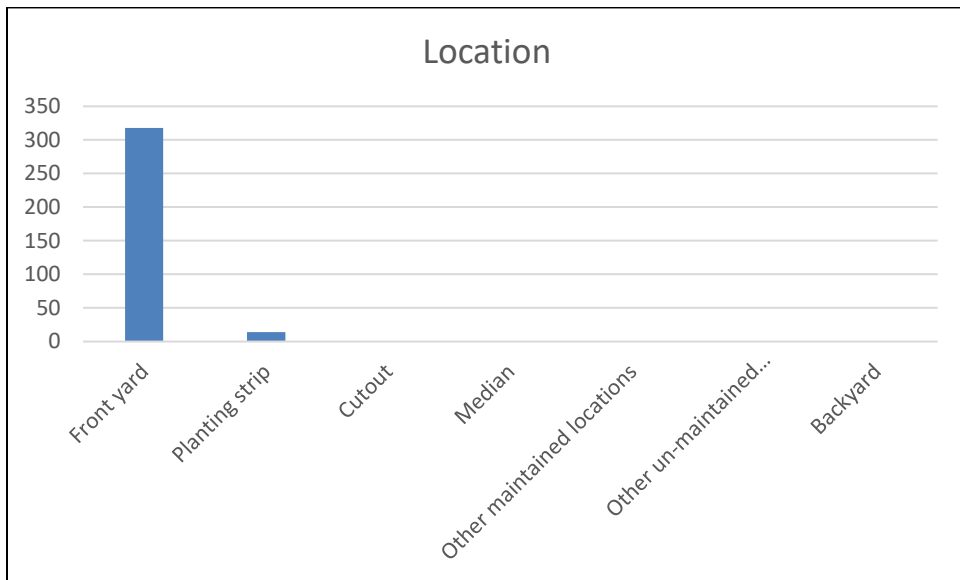 Location
350
300
250
200
150
100
50
0
Front yard
Planting strip
Cutout
Median
Other maintained locations
Other un-maintained...
Backyard